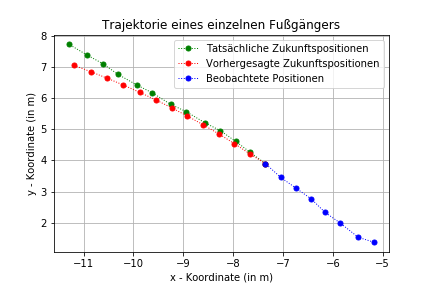 Trajektorie eines einzelnen Fußgängers
Tatsächliche Zukunftspositionen
Vorhergesagte Zukunftspositionen
Beobachtete Positionen
y - Koordinate (in m)
8
7
6
5
4
3
2
−11 −10 −9 −8 −7 −6 −5
x - Koordinate (in m)